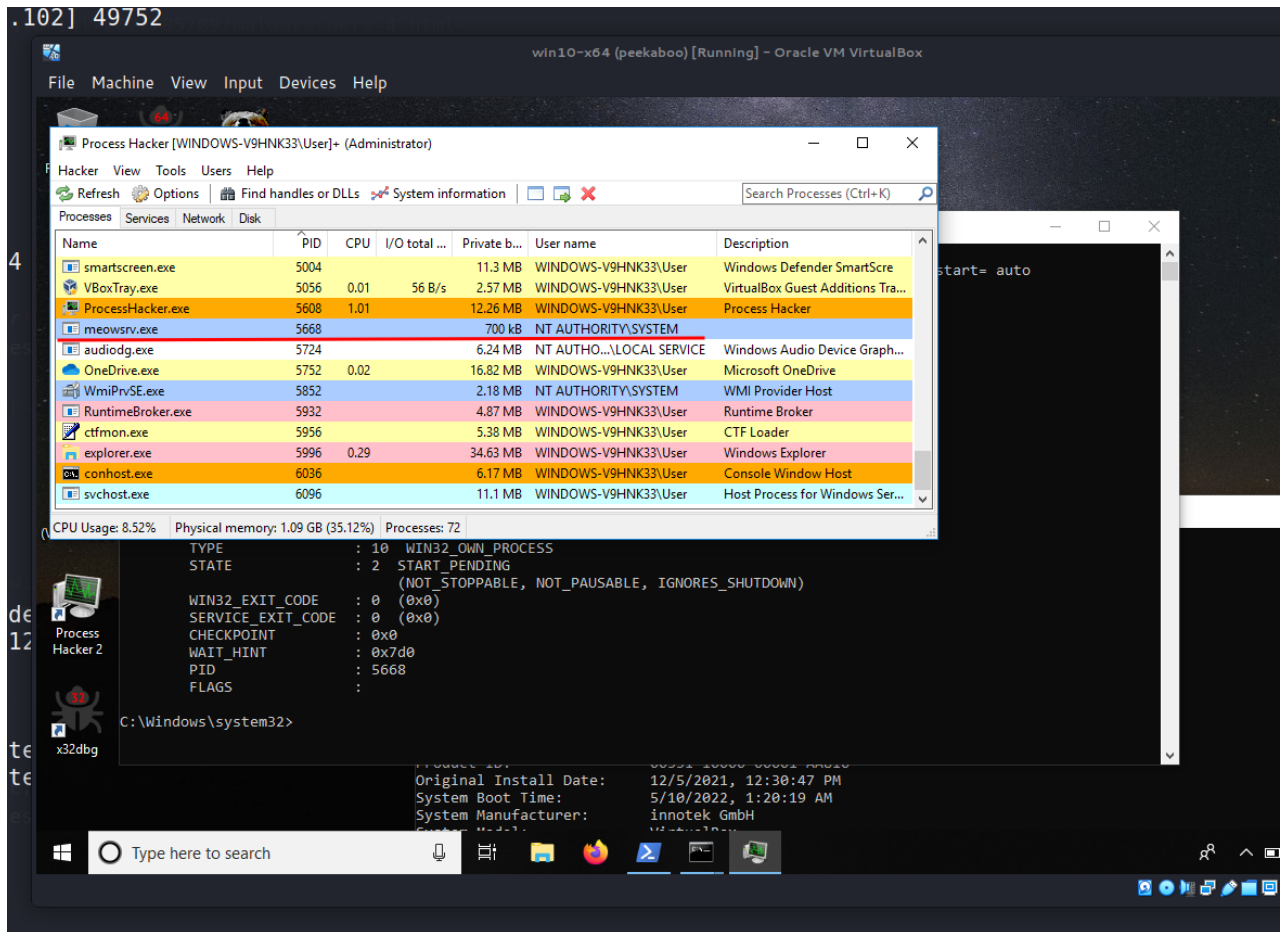 .102] 49752
win10-x64 (peekaboo) [Running] - Oracle VM VirtualBox
File Machine View Input Devices Help
64
Process Hacker [WINDOWS-V9HNK33\User]+ (Administrator)
Hacker View Tools Users Help
Refresh Options Find handles or DLLs System information Search Processes (Ctrl+K)
Processes Services Network Disk
Name PID CPU I/O total ... Private b... User name Description
smartscreen.exe 5004 11.3 MB WINDOWS-V9HNK33\User Windows Defender SmartScre
VBoxTray.exe 5056 0.01 56 B/s 2.57 MB WINDOWS-V9HNK33\User VirtualBox Guest Additions Tra...
ProcessHacker.exe 5608 1.01 12.26 MB WINDOWS-V9HNK33\User Process Hacker
meowsrv.exe 5668 700 kB NT AUTHORITY\SYSTEM
audiodg.exe 5724 6.24 MB NT AUTHO...\LOCAL SERVICE Windows Audio Device Graph...
OneDrive.exe 5752 0.02 16.82 MB WINDOWS-V9HNK33\User Microsoft OneDrive
WmiPrvSE.exe 5852 2.18 MB NT AUTHORITY\SYSTEM WMI Provider Host
RuntimeBroker.exe 5932 4.87 MB WINDOWS-V9HNK33\User Runtime Broker
ctfmon.exe 5956 5.38 MB WINDOWS-V9HNK33\User CTF Loader
explorer.exe 5996 0.29 34.63 MB WINDOWS-V9HNK33\User Windows Explorer
conhost.exe 6036 6.17 MB WINDOWS-V9HNK33\User Console Window Host
svchost.exe 6096 11.1 MB WINDOWS-V9HNK33\User Host Process for Windows Ser...
CPU Usage: 8.52% Physical memory: 1.09 GB (35.12%) Processes: 72
4
start= auto
TYPE : 10 WIN32_OWN_PROCESS
STATE : 2 START_PENDING
(NOT_STOPPABLE, NOT_PAUSABLE, IGNORES_SHUTDOWN)
WIN32_EXIT_CODE : 0 (0x0)
SERVICE_EXIT_CODE : 0 (0x0)
CHECKPOINT : 0x0
WAIT_HINT : 0x7d0
PID : 5668
FLAGS :
C:\Windows\system32>
de
12
Process
Hacker 2
32
x32dbg
te
te
Original Install Date: 12/5/2021, 12:30:47 PM
System Boot Time: 5/10/2022, 1:20:19 AM
System Manufacturer: innotek GmbH
Type here to search